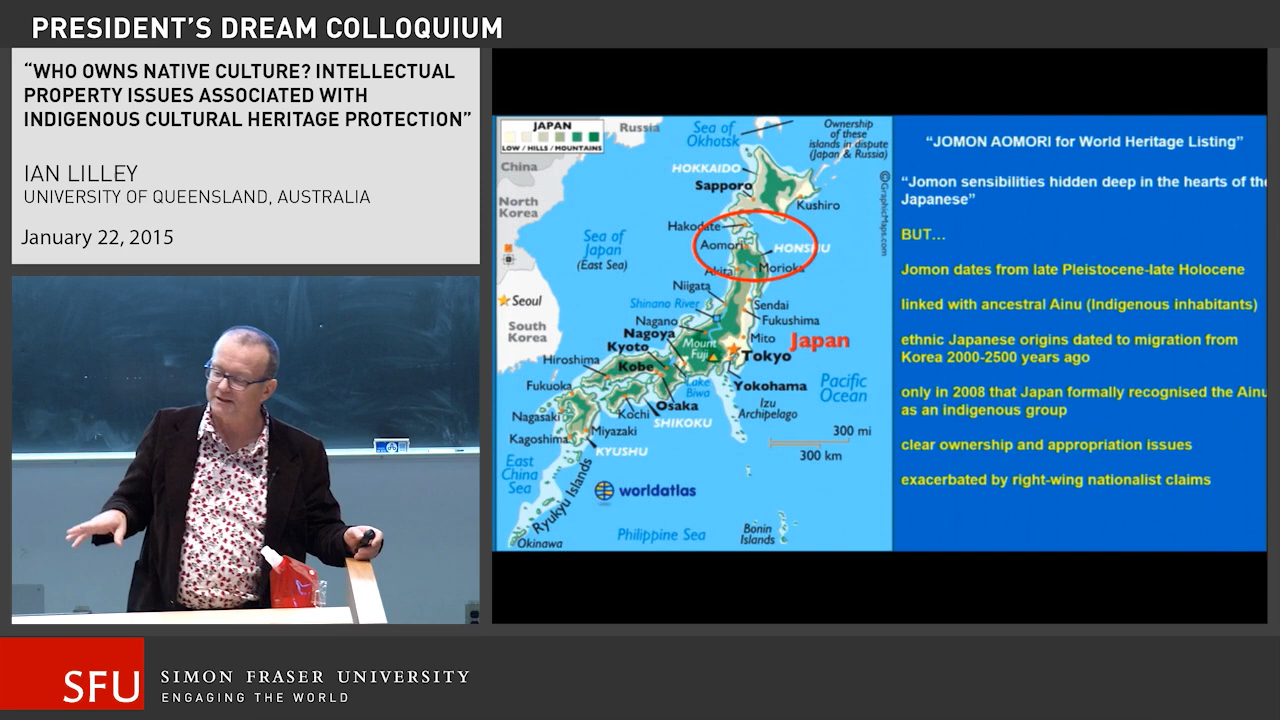 PRESIDENT'S DREAM COLLOQUIUM
“WHO OWNS NATIVE CULTURE? INTELLECTUAL
PROPERTY ISSUES ASSOCIATED WITH
INDIGENOUS CULTURAL HERITAGE PROTECTION”
IAN LILLEY
UNIVERSITY OF QUEENSLAND, AUSTRALIA
January 22, 2015
JAPAN
LOW / HILLS / MOUNTAINS
Russia
Sea of
Okhotsk
Ownership
of these
islands in dispute
(Japan & Russia)
China
HOKKAIDO
Sapporo
Kushiro
©GraphicMaps.com
North
Korea
Hakodate
Sea of
Japan
(East Sea)
Aomori
HONSHU
Akita
Morioka
Niigata
Seoul
Shinano River
Sendai
South
Korea
Nagano
Fukushima
Nagoya
Mito
Kyoto
Mount
Fuji
Japan
Tokyo
Hiroshima
Kobe
Fukuoka
Lake
Biwa
Yokohama
Pacific
Ocean
Nagasaki
Kochi
Osaka
Izu
Archipelago
SHIKOKU
Kagoshima
Miyazaki
300 mi
300 km
KYUSHU
East
China
Sea
Ryukyu Islands
worldatlas
Okinawa
Philippine Sea
Bonin
Islands
“JOMON AOMORI for World Heritage Listing”
“Jomon sensibilities hidden deep in the hearts of the
Japanese”
BUT...
Jomon dates from late Pleistocene-late Holocene
linked with ancestral Ainu (Indigenous inhabitants)
ethnic Japanese origins dated to migration from
Korea 2000-2500 years ago
only in 2008 that Japan formally recognised the Ainu
as an indigenous group
clear ownership and appropriation issues
exacerbated by right-wing nationalist claims
SFU
SIMON FRASER UNIVERSITY
ENGAGING THE WORLD